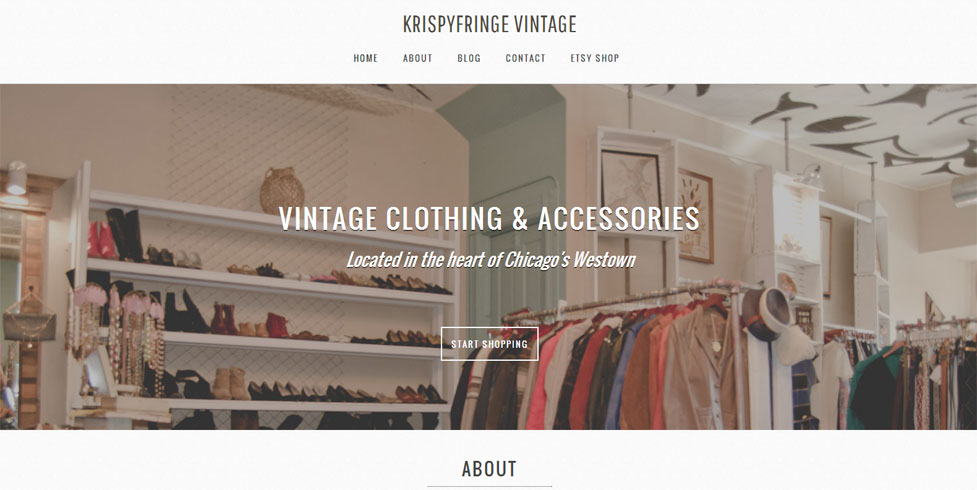 KRISPYFRINGE VINTAGE
HOME ABOUT BLOG CONTACT ETSY SHOP
VINTAGE CLOTHING & ACCESSORIES
Located in the heart of Chicago's Westown
START SHOPPING
ABOUT